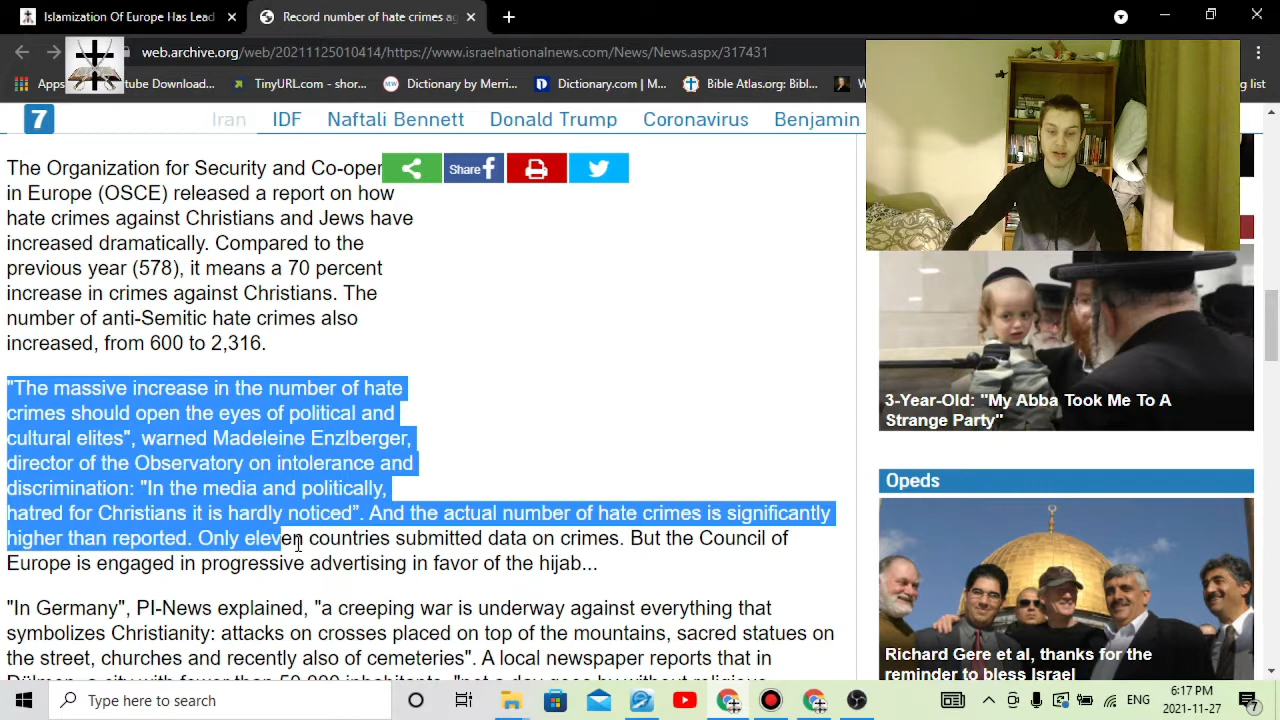 Islamization Of Europe Has Lead
Record number of hate crimes ag
web.archive.org/web/20211125010414/https://www.israelnationalnews.com/News/News.aspx/317431
Apps
tube Download...
TinyURL.com - shor...
MW
Dictionary by Merri...
D
Dictionary.com | M...
Bible Atlas.org: Bibl...
W
g list
7
Iran
IDF
Naftali Bennett
Donald Trump
Coronavirus
Benjamin
Share
The Organization for Security and Co-oper
in Europe (OSCE) released a report on how
hate crimes against Christians and Jews have
increased dramatically. Compared to the
previous year (578), it means a 70 percent
increase in crimes against Christians. The
number of anti-Semitic hate crimes also
increased, from 600 to 2,316.
"The massive increase in the number of hate
crimes should open the eyes of political and
cultural elites", warned Madeleine Enzlberger,
director of the Observatory on intolerance and
discrimination: "In the media and politically,
hatred for Christians it is hardly noticed”. And the actual number of hate crimes is significantly
higher than reported. Only eleven countries submitted data on crimes. But the Council of
Europe is engaged in progressive advertising in favor of the hijab...
"In Germany", PI-News explained, "a creeping war is underway against everything that
symbolizes Christianity: attacks on crosses placed on top of the mountains, sacred statues on
the street, churches and recently also of cemeteries". A local newspaper reports that in
3-Year-Old: "My Abba Took Me To A
Strange Party"
Opeds
Richard Gere et al, thanks for the
reminder to bless Israel
Type here to search
ENG
6:17 PM
2021-11-27
7